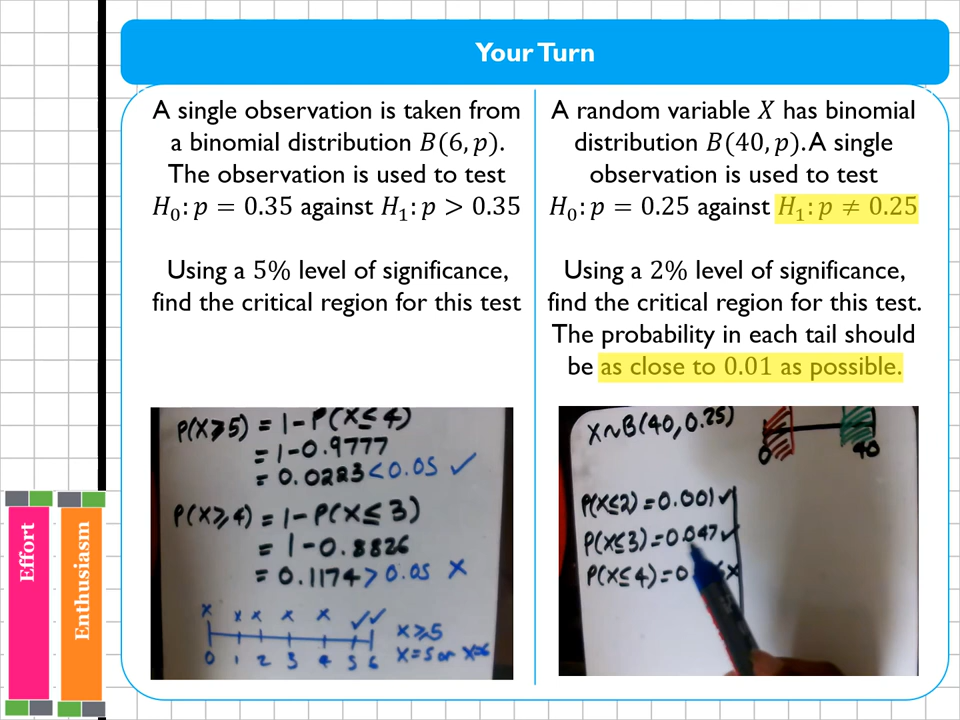 Your Turn
A single observation is taken from
a binomial distribution B(6, p).
The observation is used to test
H₀: p = 0.35 against H₁: p > 0.35
Using a 5% level of significance,
find the critical region for this test
A random variable X has binomial
distribution B(40, p). A single
observation is used to test
H₀: p = 0.25 against H₁: p ≠ 0.25
Using a 2% level of significance,
find the critical region for this test.
The probability in each tail should
be as close to 0.01 as possible.
P(X≥5) = 1-P(X≤4)
= 1-0.9777
= 0.0223<0.05 ✓
P(X≥4) = 1-P(X≤3)
= 1-0.8826
= 0.1174>0.05 X
X X X X X ✓✓
0 1 2 3 4 5 6
X≥5
X=5 or X=6
X~B(40,0.25)
0 40
P(X≤2)=0.001✓
P(X≤3)=0.047✓
P(X≤4)=0
X
Effort
Enthusiasm